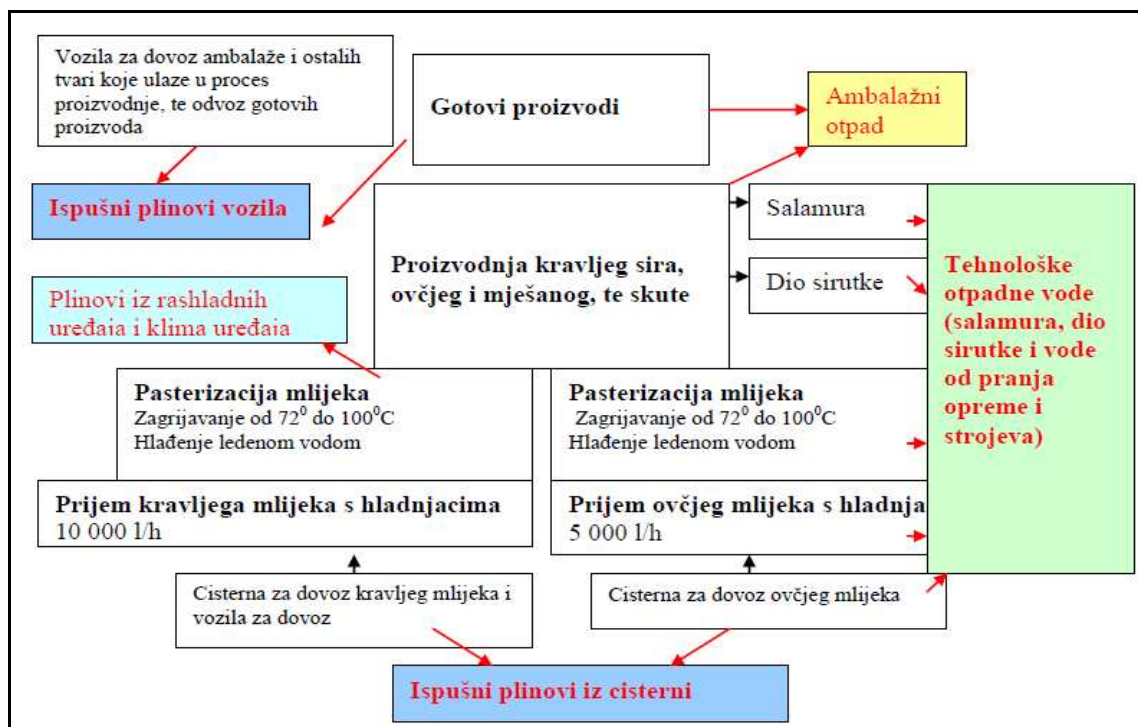 Vozila za dovoz ambalaže i ostalih
tvari koje ulaze u proces
proizvodnje, te odvoz gotovih
proizvoda
Gotovi proizvodi
Ambalažni
otpad
Ispušni plinovi vozila
Salamura
Proizvodnja kravljeg sira,
ovčjeg i mješanog, te skute
Dio sirutke
Tehnološke
otpadne vode
(salamura, dio
sirutke i vode
od pranja
opreme i
strojeva)
Plinovi iz rashladnih
uređaja i klima uređaja
Pasterizacija mlijeka
Zagrijavanje od 72⁰ do 100⁰C
Hlađenje ledenom vodom
Pasterizacija mlijeka
Zagrijavanje od 72⁰ do 100⁰C
Hlađenje ledenom vodom
Prijem kravljega mlijeka s hladnjacima
10 000 l/h
Prijem ovčjeg mlijeka s hladnja
5 000 l/h
Cisterna za dovoz kravljeg mlijeka i
vozila za dovoz
Cisterna za dovoz ovčjeg mlijeka
Ispušni plinovi iz cisterni